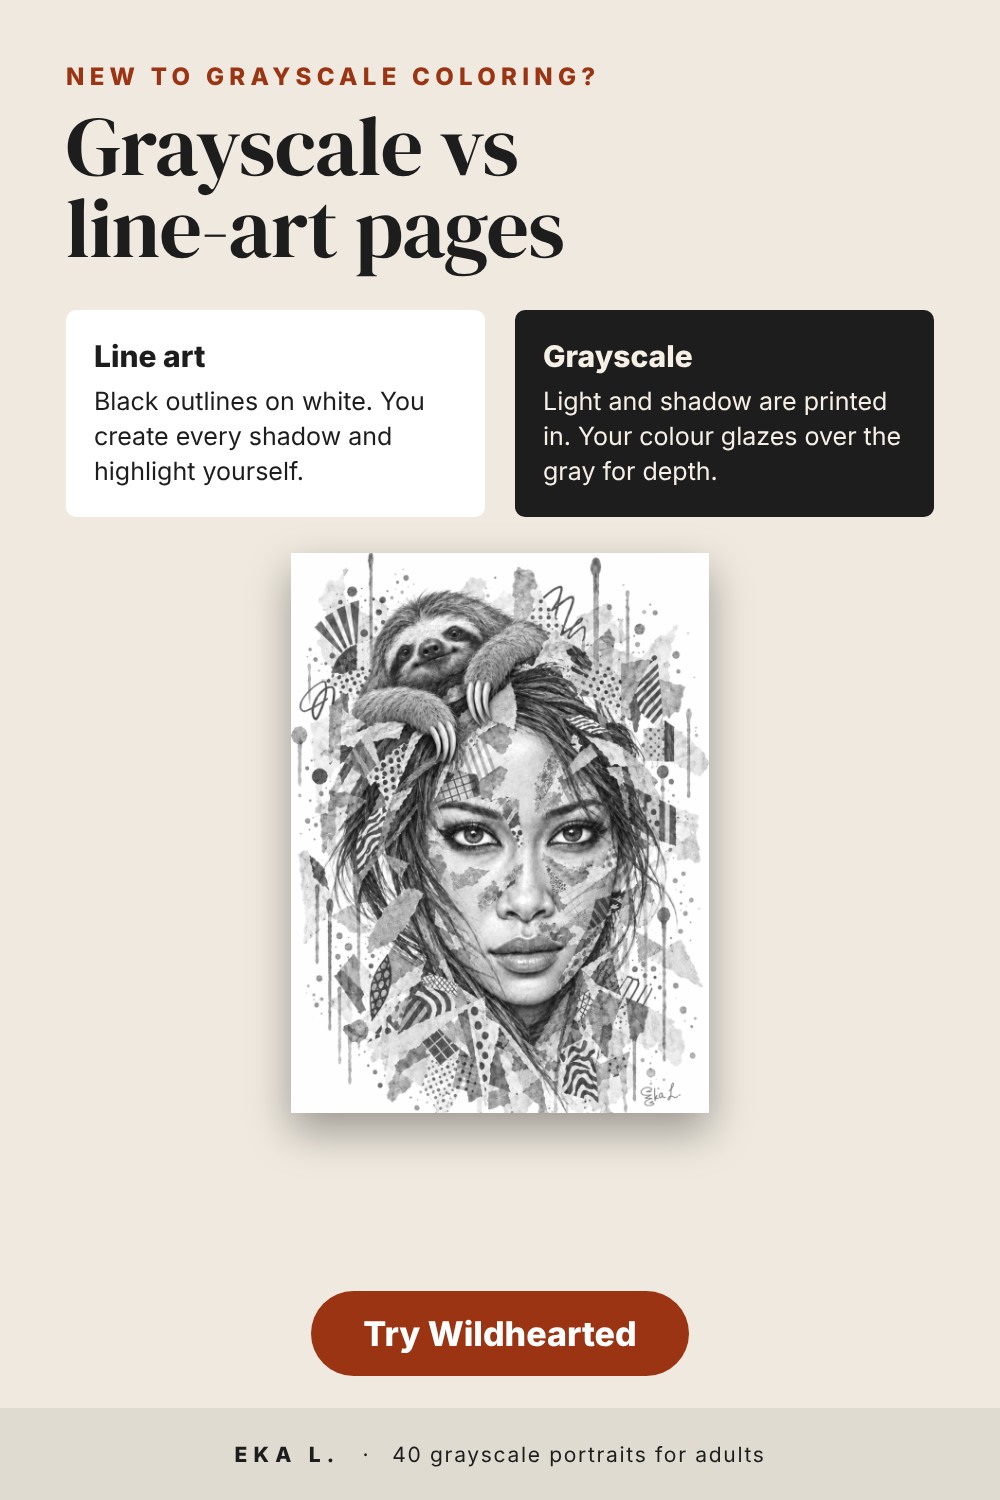 NEW TO GRAYSCALE COLORING?
Grayscale vs
line-art pages
Line art
Black outlines on white. You
create every shadow and
highlight yourself.
Grayscale
Light and shadow are printed
in. Your colour glazes over the
gray for depth.
Eka L.
Try Wildhearted
EKA L. · 40 grayscale portraits for adults